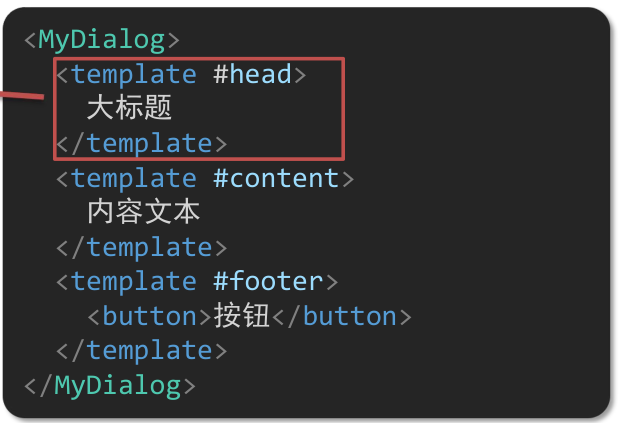 <MyDialog>
<template #head>
大标题
</template>
<template #content>
内容文本
</template>
<template #footer>
<button>按钮</button>
</template>
</MyDialog>